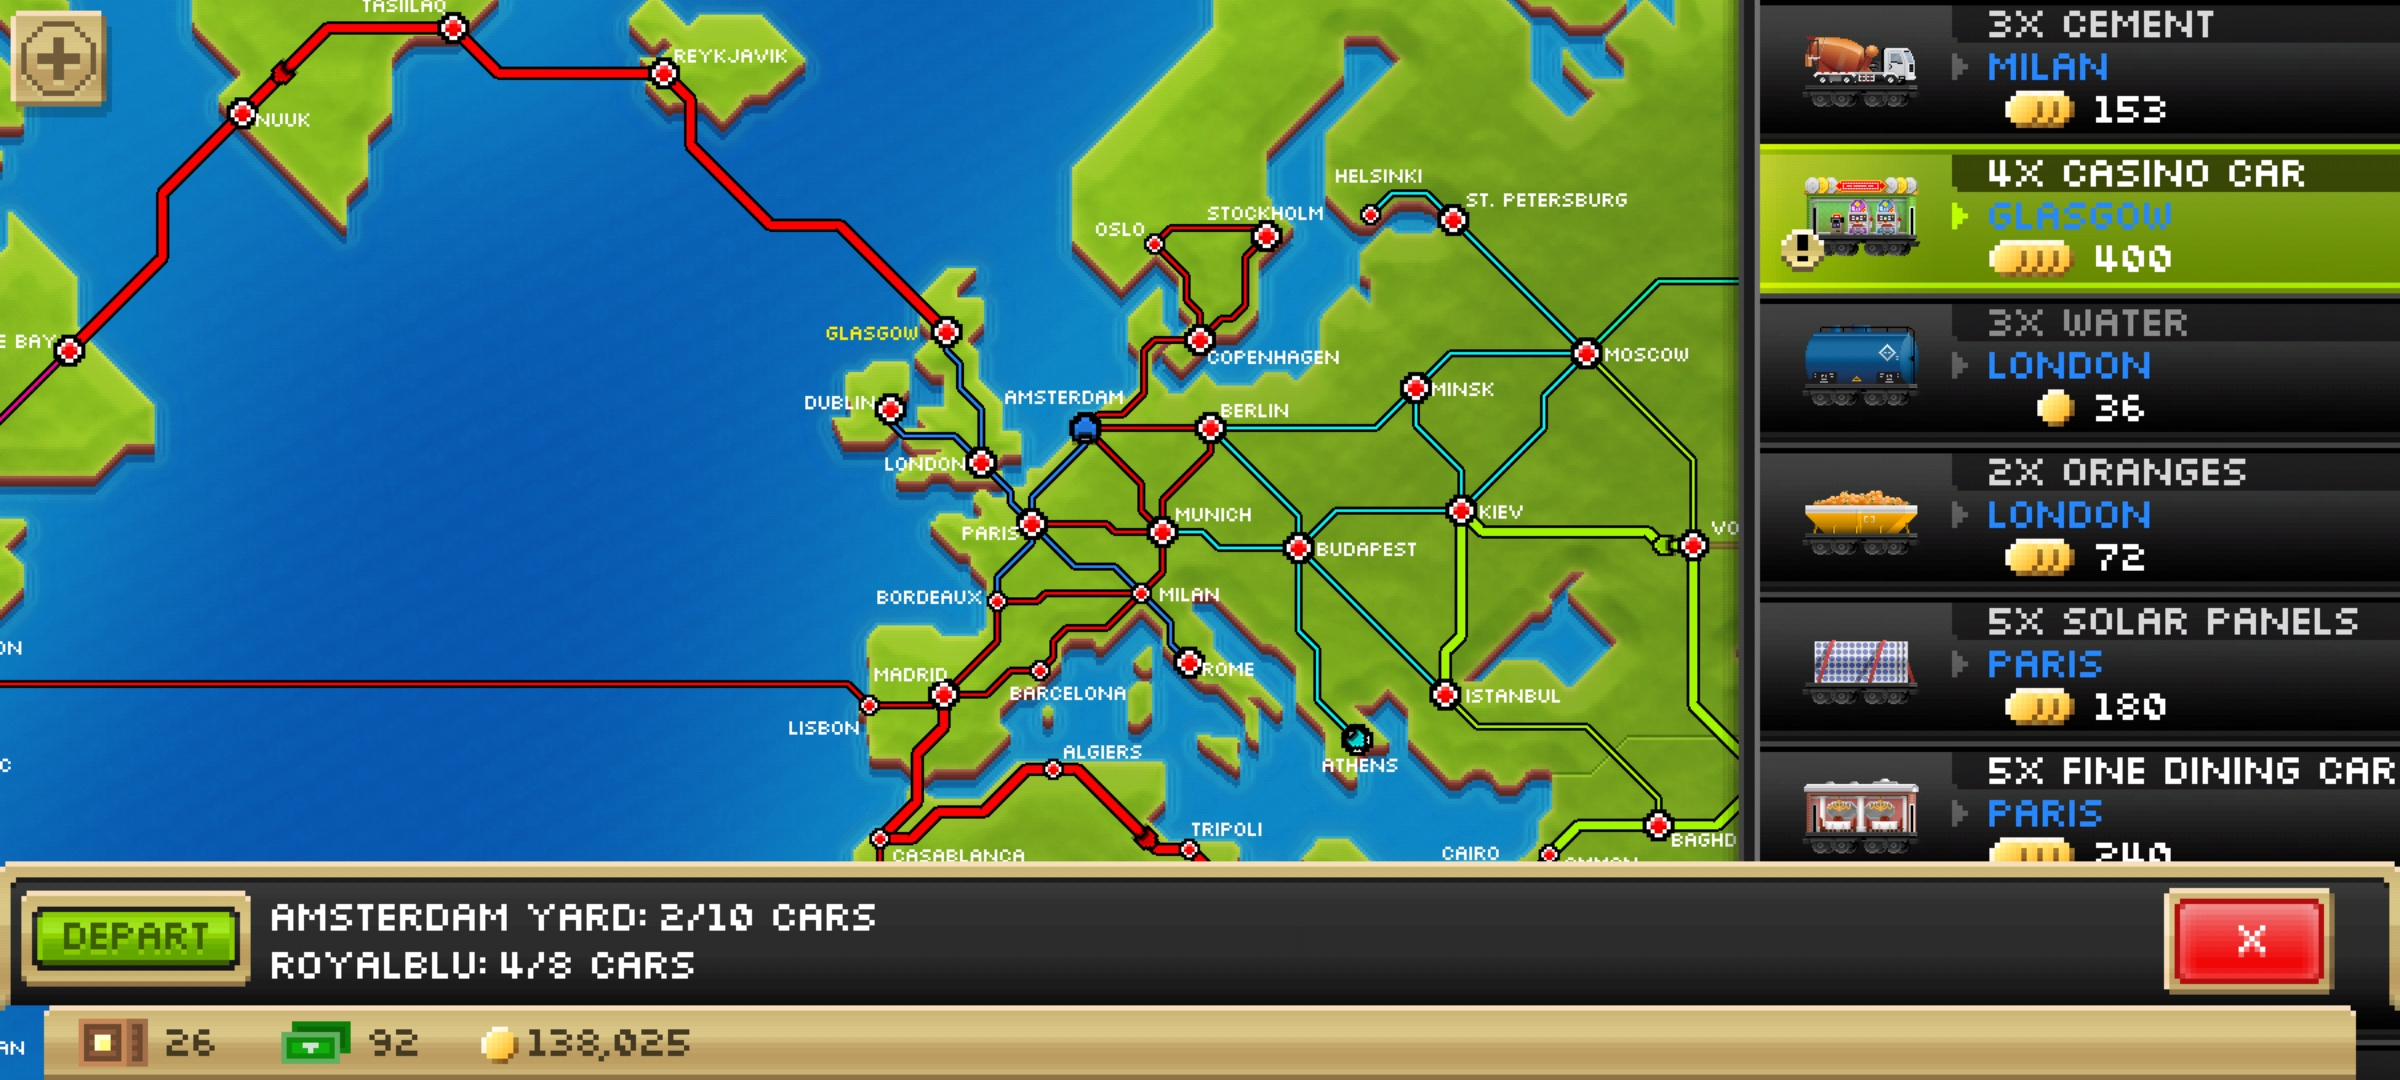 TASIILAQ
REYKJAVIK
NUUK
E BAY
GLASGOW
DUBLIN
LONDON
AMSTERDAM
OSLO
STOCKHOLM
HELSINKI
ST. PETERSBURG
COPENHAGEN
MOSCOW
MINSK
BERLIN
MUNICH
PARIS
KIEV
VO
BUDAPEST
BORDEAUX
MILAN
ON
MADRID
BARCELONA
ROME
ISTANBUL
LISBON
ALGIERS
ATHENS
C
TRIPOLI
CASABLANCA
CAIRO
AMMAN
BAGHD
3X CEMENT
MILAN
153
4X CASINO CAR
GLASGOW
400
3X WATER
LONDON
36
2X ORANGES
LONDON
72
5X SOLAR PANELS
PARIS
180
5X FINE DINING CAR
PARIS
240
DEPART
AMSTERDAM YARD: 2/10 CARS
ROYALBLU: 4/8 CARS
X
AN
26
92
138,025